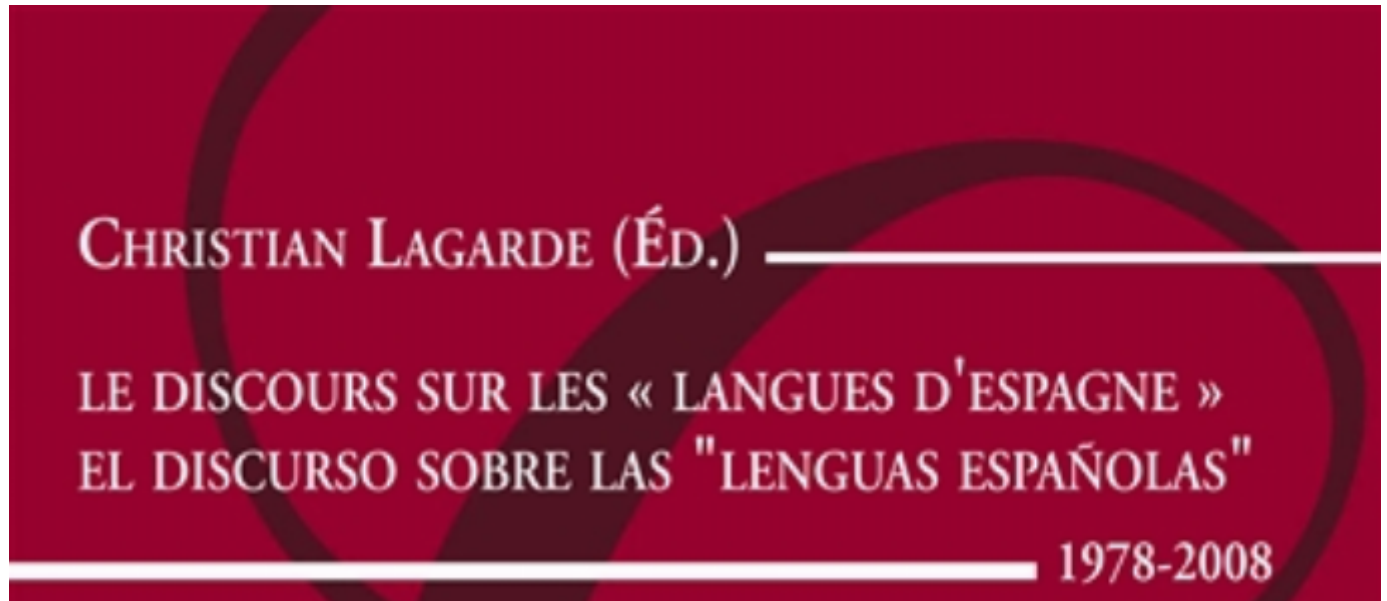 CHRISTIAN LAGARDE (ÉD.)
LE DISCOURS SUR LES « LANGUES D'ESPAGNE »
EL DISCURSO SOBRE LAS "LENGUAS ESPAÑOLAS"
1978-2008